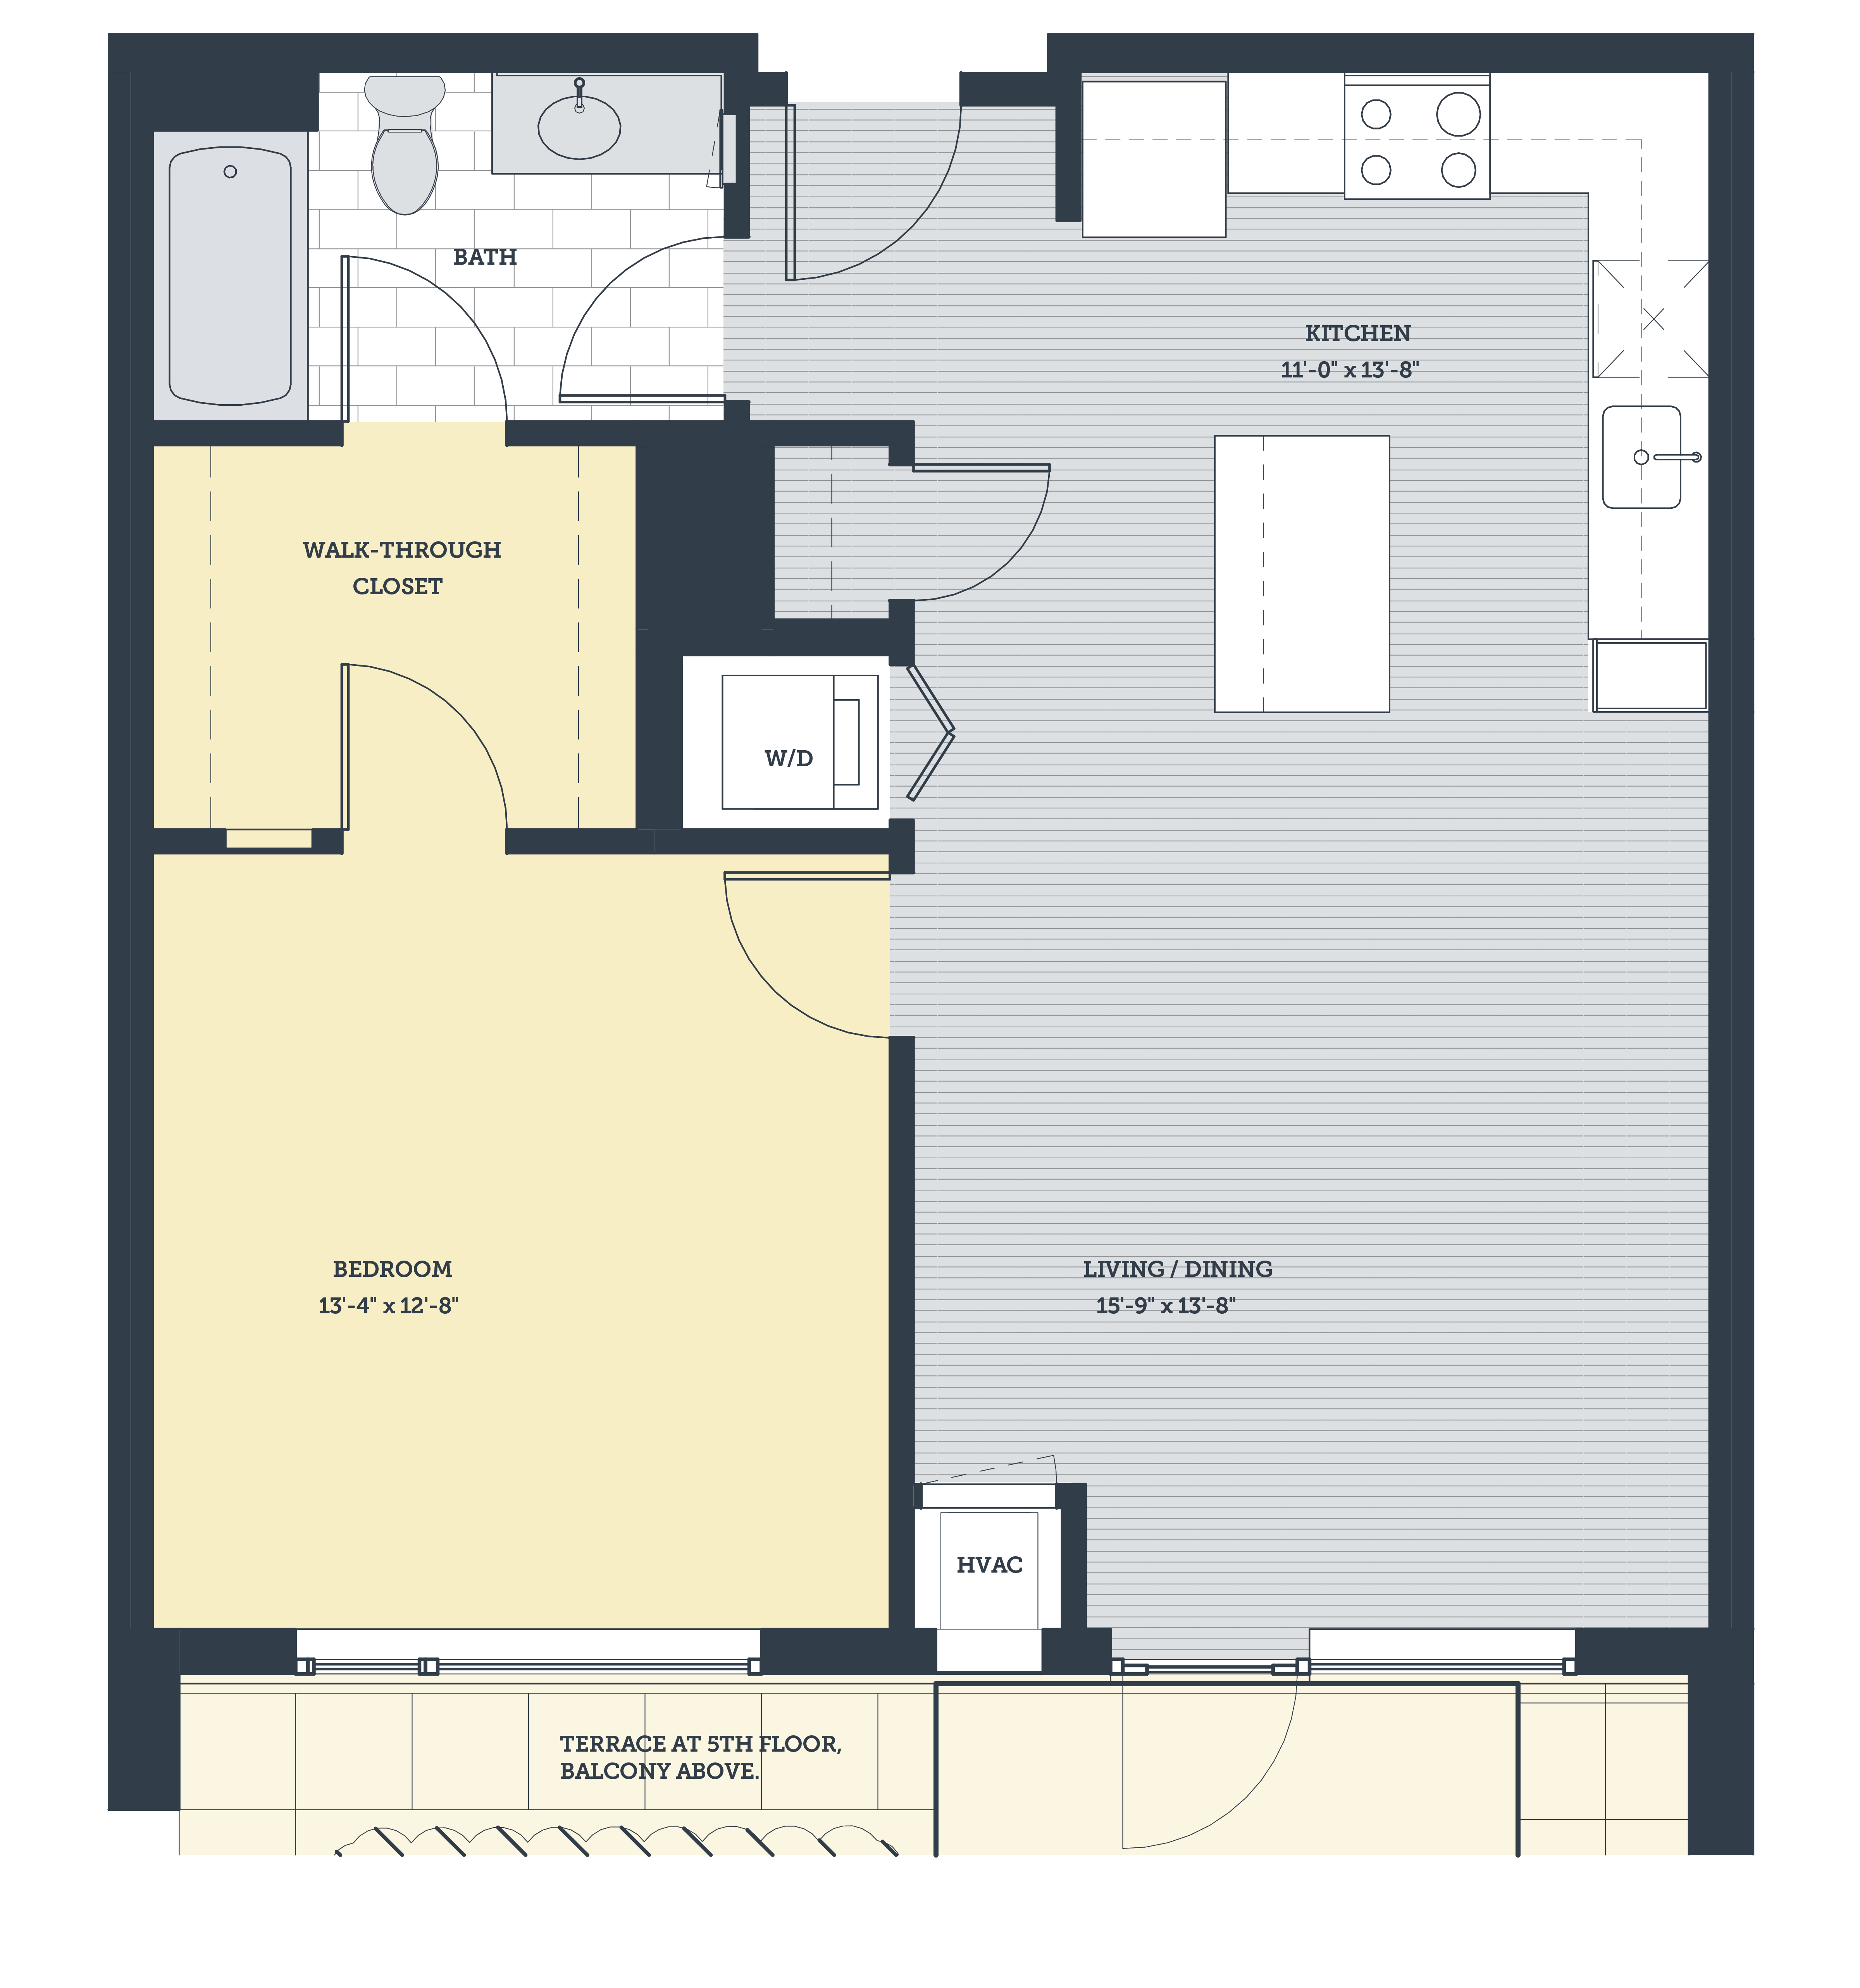 BATH
KITCHEN
11'-0" x 13'-8"
WALK-THROUGH
CLOSET
W/D
BEDROOM
13'-4" x 12'-8"
LIVING / DINING
15'-9" x 13'-8"
HVAC
TERRACE AT 5TH FLOOR,
BALCONY ABOVE.